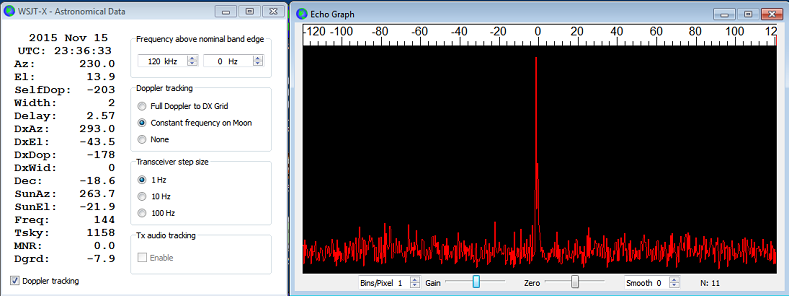 WSJT-X - Astronomical Data
2015 Nov 15
UTC: 23:36:33
Az: 230.0
El: 13.9
SelfDop: -203
Width: 2
Delay: 2.57
DxAz: 293.0
DxEl: -43.5
DxDop: -178
DxWid: 0
Dec: -18.6
SunAz: 263.7
SunEl: -21.9
Freq: 144
Tsky: 1158
MNR: 0.0
Dgrd: -7.9
Doppler tracking
Frequency above nominal band edge
120 kHz 0 Hz
Doppler tracking
Full Doppler to DX Grid
Constant frequency on Moon
None
Transceiver step size
1 Hz
10 Hz
100 Hz
Tx audio tracking
Enable
Echo Graph
-120 -100 -80 -60 -40 -20 0 20 40 60 80 100 12
Bins/Pixel 1 Gain Zero Smooth 0 N: 11